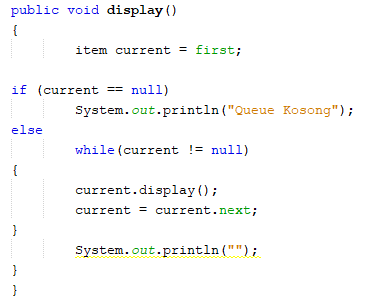 public void display()
{
item current = first;
if (current == null)
System.out.println("Queue Kosong");
else
while(current != null)
{
current.display();
current = current.next;
}
System.out.println("");
}
}